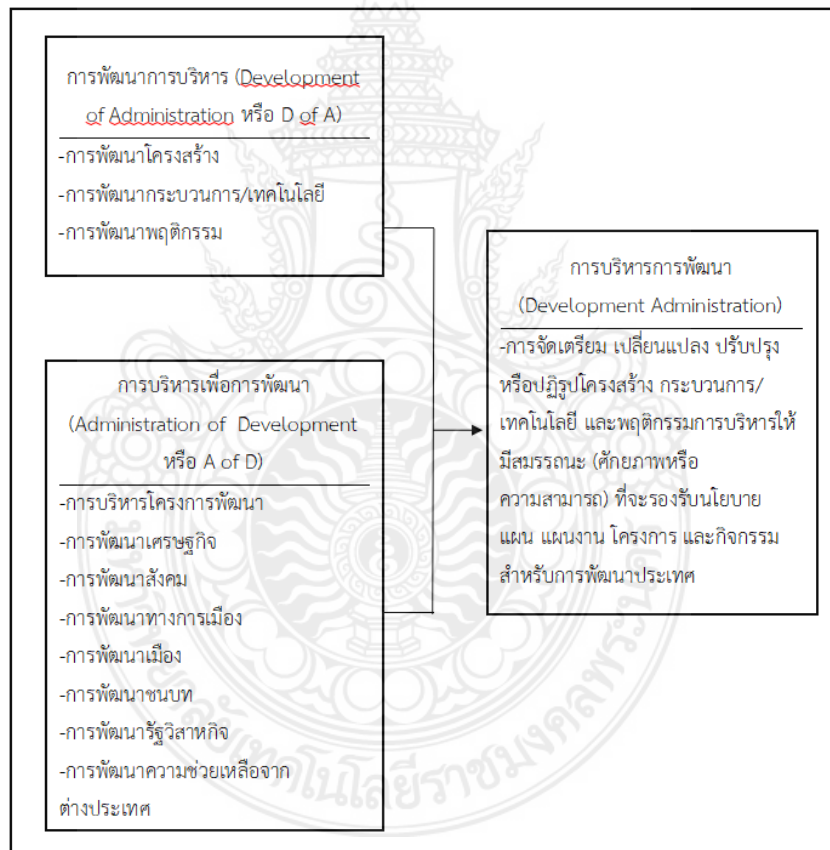 การพัฒนาการบริหาร (Development
of Administration หรือ D of A)
-การพัฒนาโครงสร้าง
-การพัฒนากระบวนการ/เทคโนโลยี
-การพัฒนาพฤติกรรม
การบริหารเพื่อการพัฒนา
(Administration of Development
หรือ A of D)
-การบริหารโครงการพัฒนา
-การพัฒนาเศรษฐกิจ
-การพัฒนาสังคม
-การพัฒนาทางการเมือง
-การพัฒนาเมือง
-การพัฒนาชนบท
-การพัฒนารัฐวิสาหกิจ
-การพัฒนาความช่วยเหลือจาก
ต่างประเทศ
การบริหารการพัฒนา
(Development Administration)
-การจัดเตรียม เปลี่ยนแปลง ปรับปรุง
หรือปฏิรูปโครงสร้าง กระบวนการ/
เทคโนโลยี และพฤติกรรมการบริหารให้
มีสมรรถนะ (ศักยภาพหรือ
ความสามารถ) ที่จะรองรับนโยบาย
แผน แผนงาน โครงการ และกิจกรรม
สำหรับการพัฒนาประเทศ